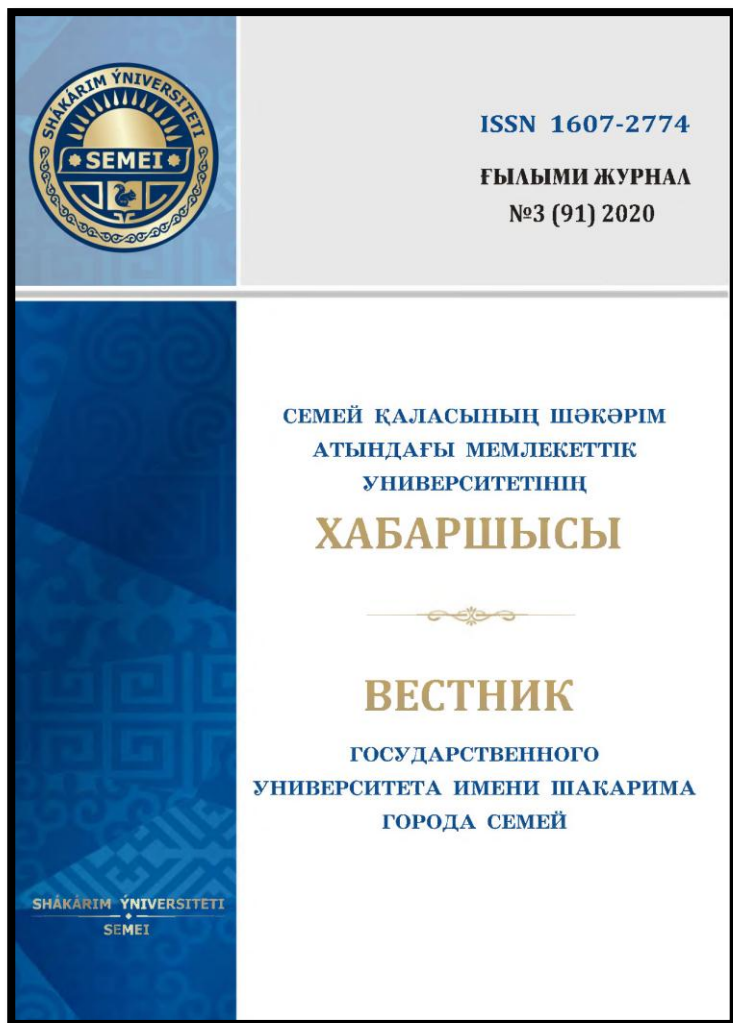 SHÁKÁRIM ÝNIVERSITETI
SEMEI
ISSN 1607-2774
ҒЫЛЫМИ ЖУРНАЛ
№3 (91) 2020
СЕМЕЙ ҚАЛАСЫНЫҢ ШӘКӘРІМ
АТЫНДАҒЫ МЕМЛЕКЕТТІК
УНИВЕРСИТЕТІНІҢ
ХАБАРШЫСЫ
ВЕСТНИК
ГОСУДАРСТВЕННОГО
УНИВЕРСИТЕТА ИМЕНИ ШАКАРИМА
ГОРОДА СЕМЕЙ
SHÁKÁRIM ÝNIVERSITETI
SEMEI